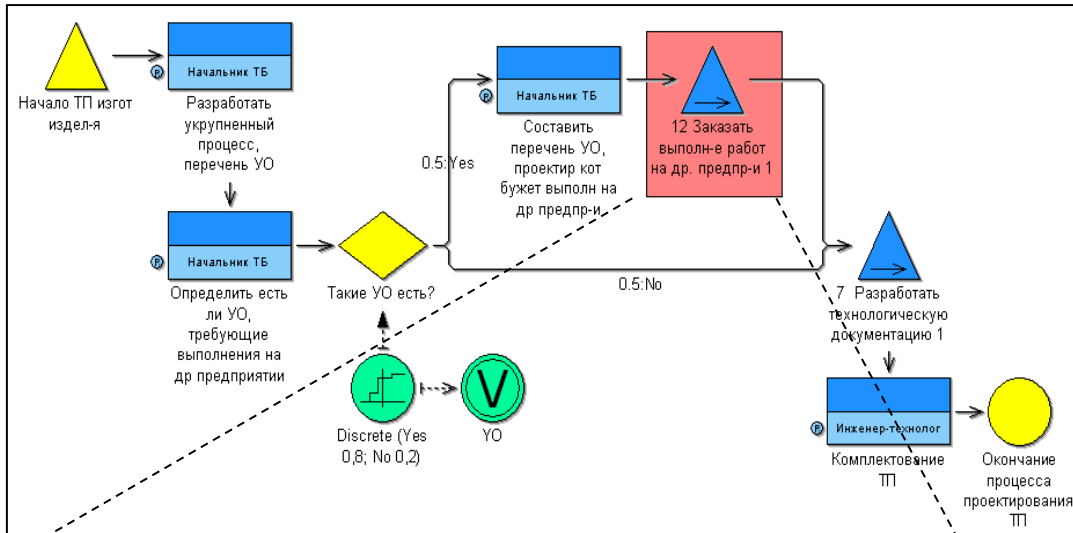 Начальник ТБ
Начало ТП изгот
издел-я
Разработать
укрупненный
процесс,
перечень УО
Начальник ТБ
Определить есть
ли УО,
требующие
выполнения на
др предприятии
Такие УО есть?
Discrete (Yes
0,8; No 0,2)
V
УО
0.5:Yes
Начальник ТБ
Составить
перечень УО,
проектир кот
бужет выполн на
др предпр-и
12 Заказать
выполн-е работ
на др. предпр-и 1
0.5:No
7 Разработать
технологическую
документацию 1
Инженер-технолог
Комплектование
ТП
Окончание
процесса
проектирования
ТП
P
P
P
P